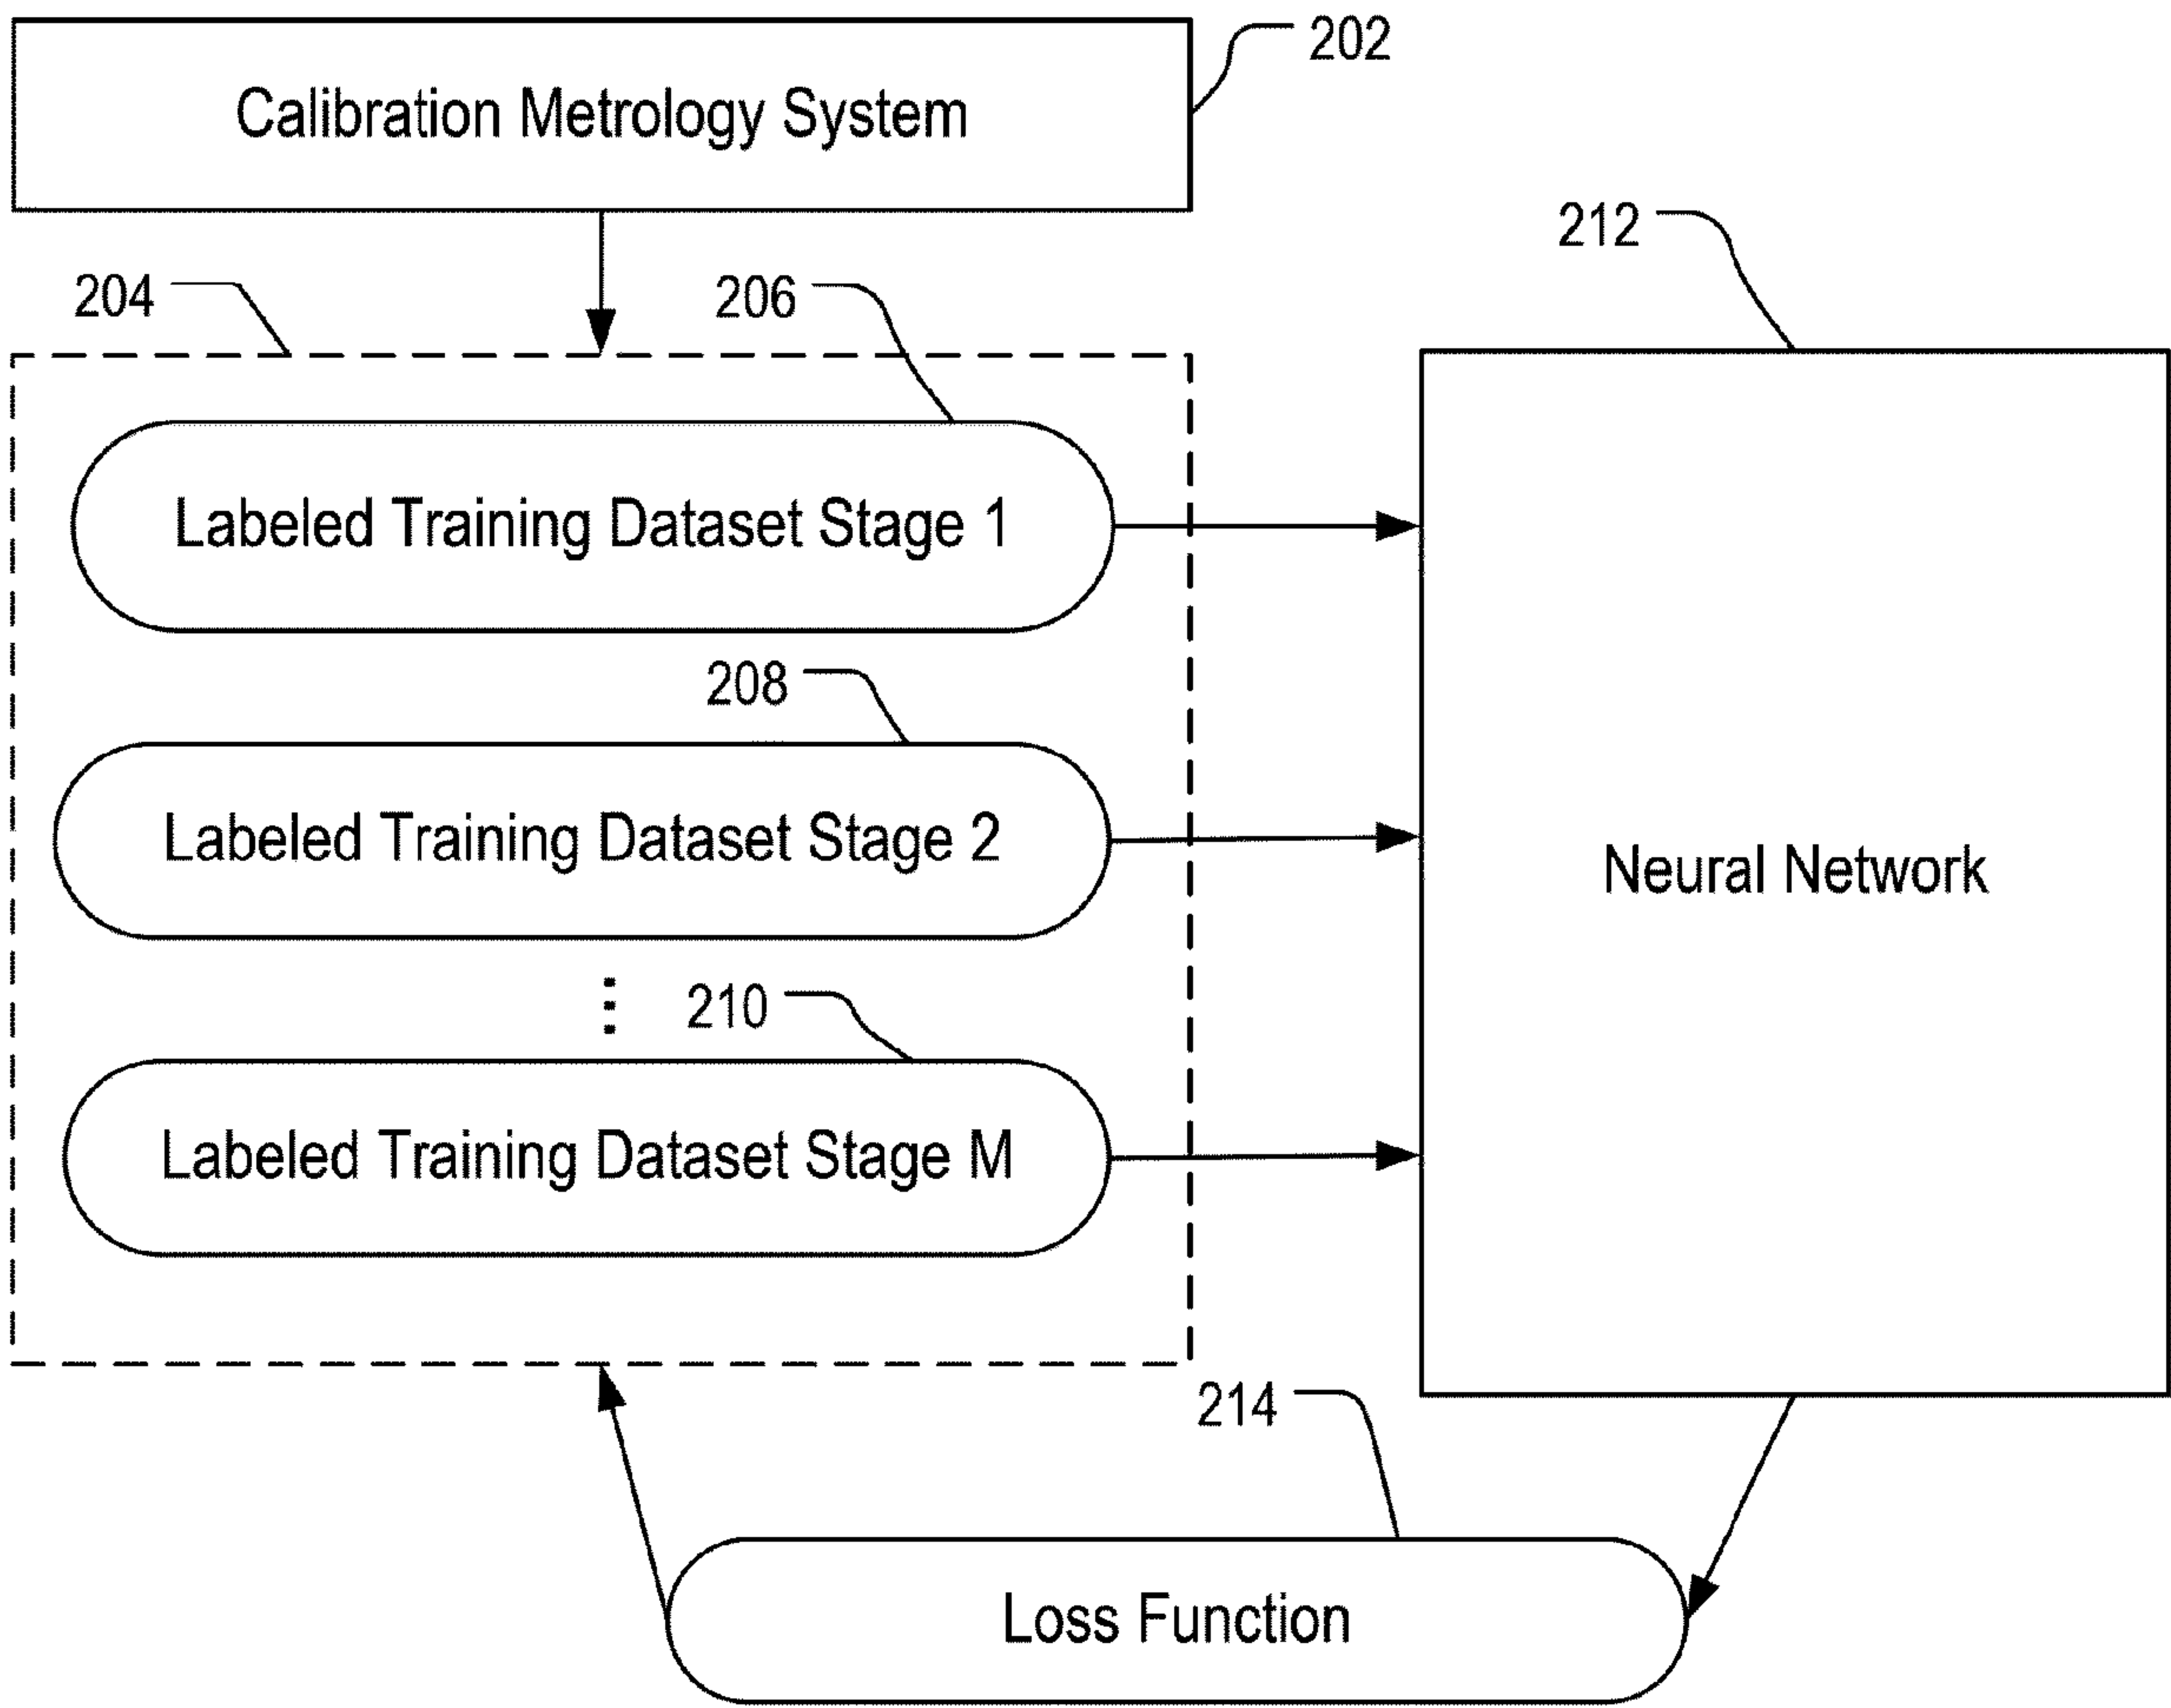 202
Calibration Metrology System
212
204
206
Labeled Training Dataset Stage 1
208
Labeled Training Dataset Stage 2
Neural Network
⋮
210
Labeled Training Dataset Stage M
214
Loss Function